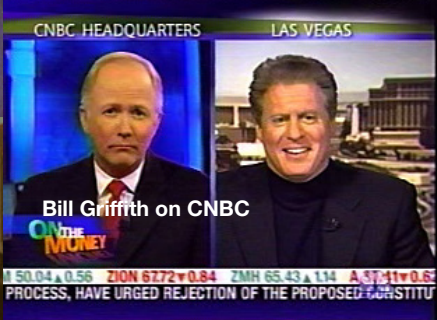 CNBC HEADQUARTERS
LAS VEGAS
Bill Griffith on CNBC
ON THE
MONEY
M 50.04▲0.56 ZION 67.72▼0.84 ZMH 65.43▲1.14 A
PROCESS, HAVE URGED REJECTION OF THE PROPOSED CONSTITU